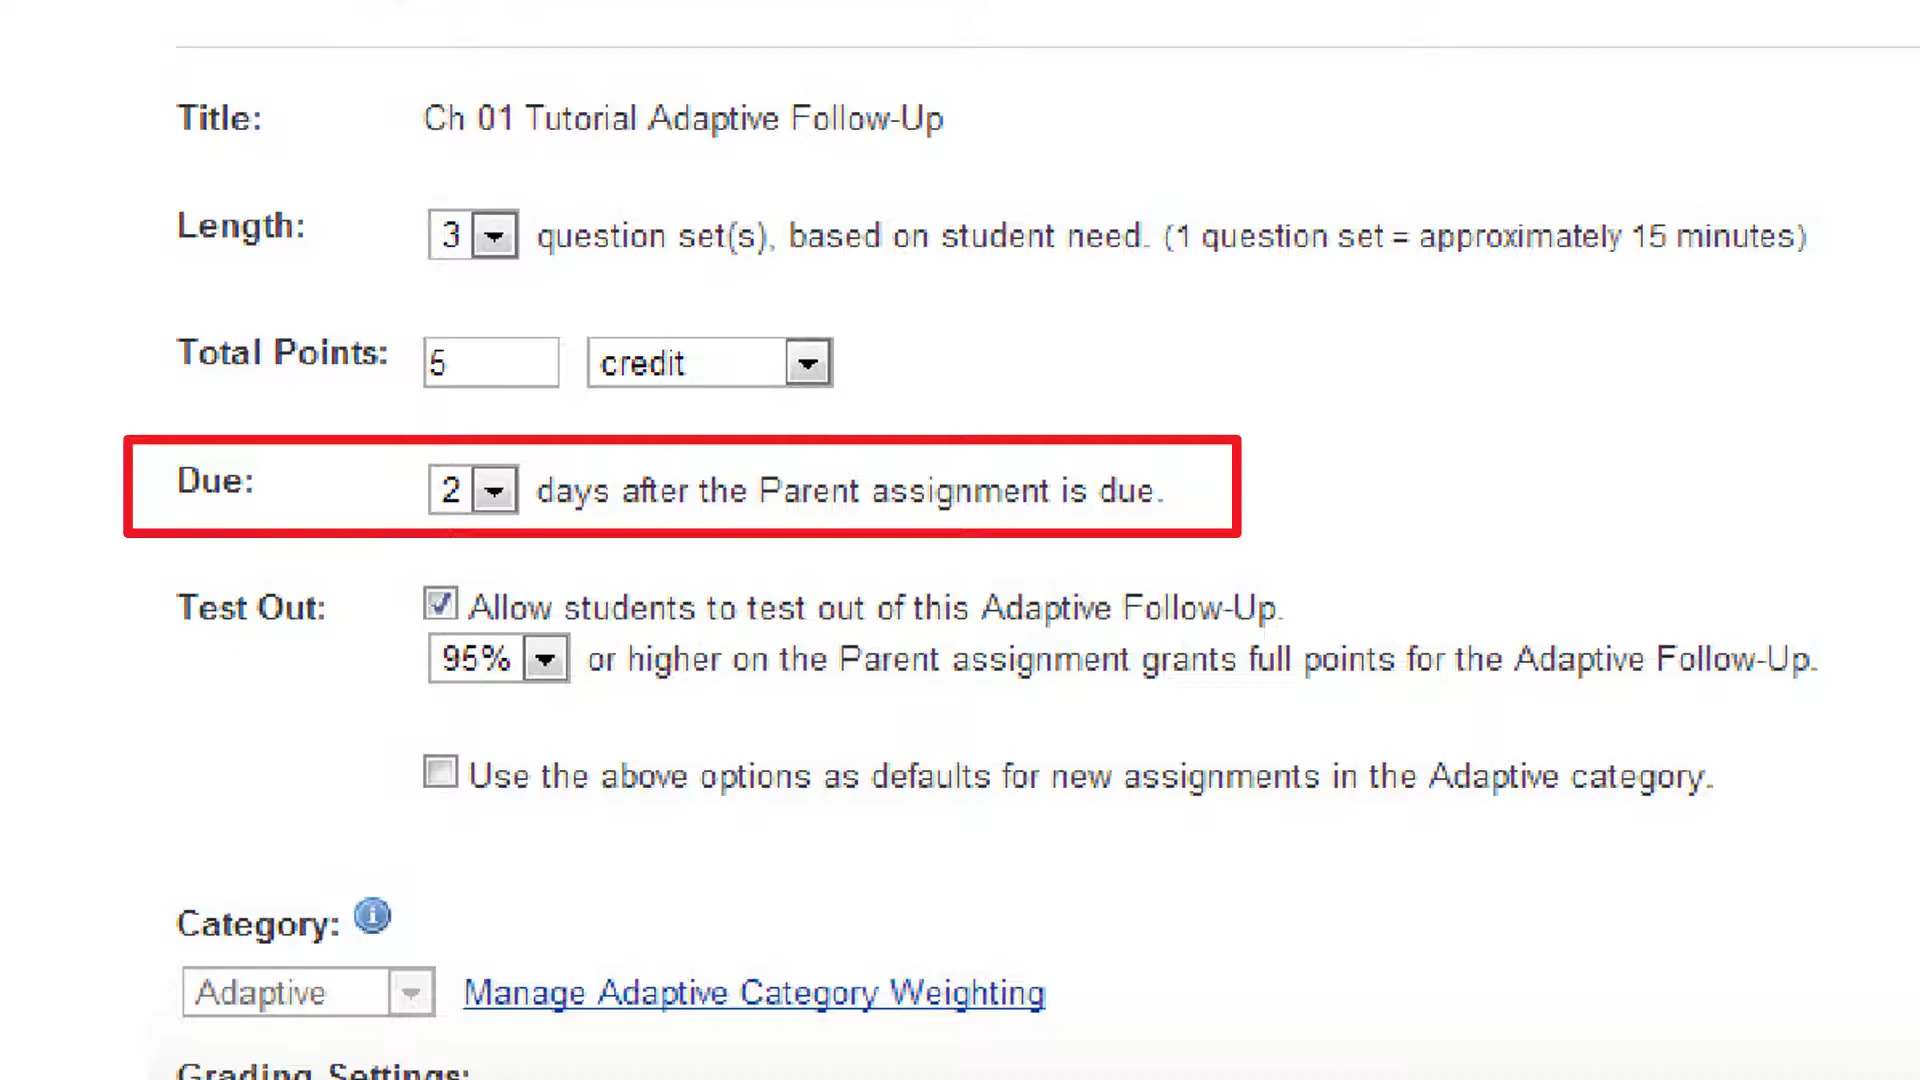 Title: Ch 01 Tutorial Adaptive Follow-Up
Length: 3 question set(s), based on student need. (1 question set = approximately 15 minutes)
Total Points: 5 credit
Due: 2 days after the Parent assignment is due.
Test Out: Allow students to test out of this Adaptive Follow-Up.
95% or higher on the Parent assignment grants full points for the Adaptive Follow-Up.
Use the above options as defaults for new assignments in the Adaptive category.
Category:
Adaptive Manage Adaptive Category Weighting
Grading Settings: